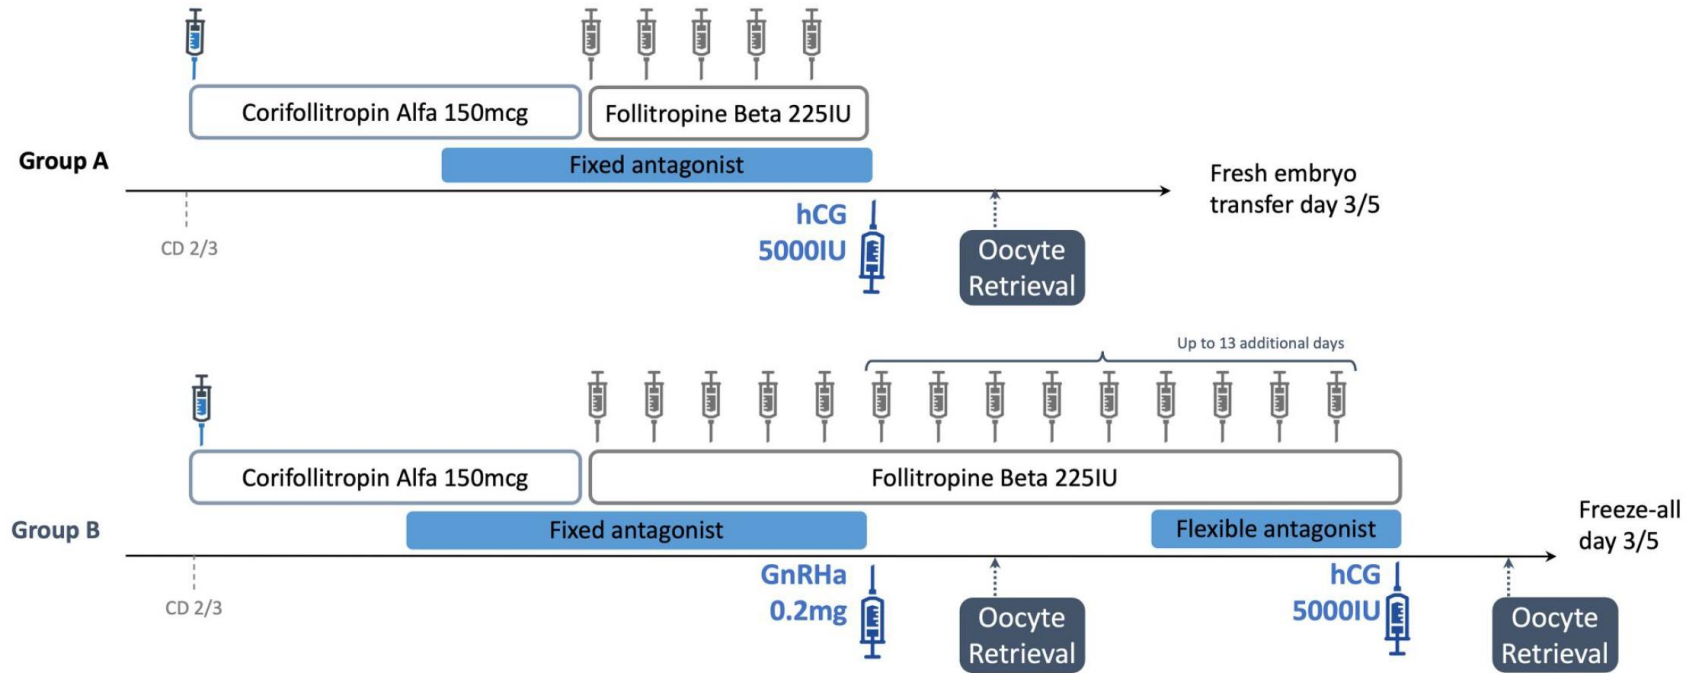 Corifollitropin Alfa 150mcg
Follitropine Beta 225IU
Group A
Fixed antagonist
Fresh embryo
transfer day 3/5
CD 2/3
hCG
5000IU
Oocyte
Retrieval
Up to 13 additional days
Corifollitropin Alfa 150mcg
Follitropine Beta 225IU
Group B
Fixed antagonist
Flexible antagonist
Freeze-all
day 3/5
CD 2/3
GnRHa
0.2mg
Oocyte
Retrieval
hCG
5000IU
Oocyte
Retrieval